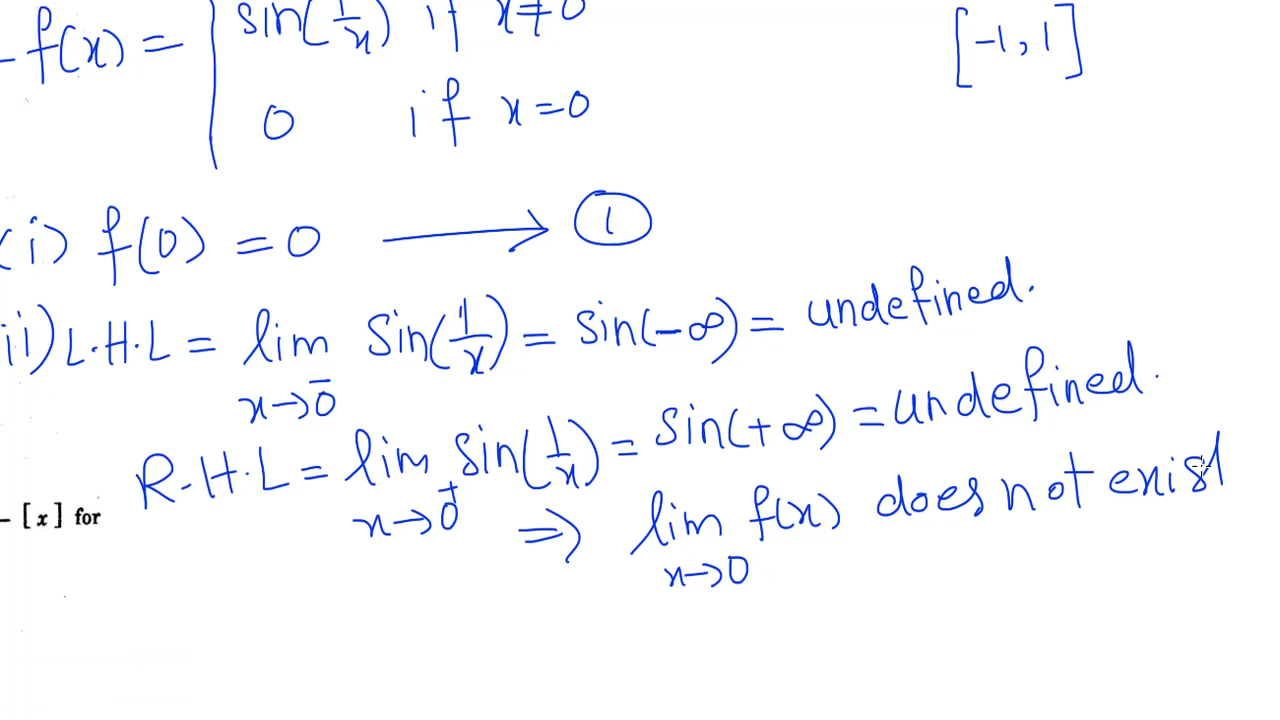 f(x) = | sin(1/x) if x≠0
[-1, 1]
0 if x=0
(i) f(0) = 0 ⟶ ①
ii) L.H.L = lim x→0⁻ Sin(1/x) = sin(-∞) = undefined.
R.H.L = lim x→0⁺ sin(1/x) = sin(+∞) = undefined.
- [x] for
⇒ lim x→0 f(x) does not exist